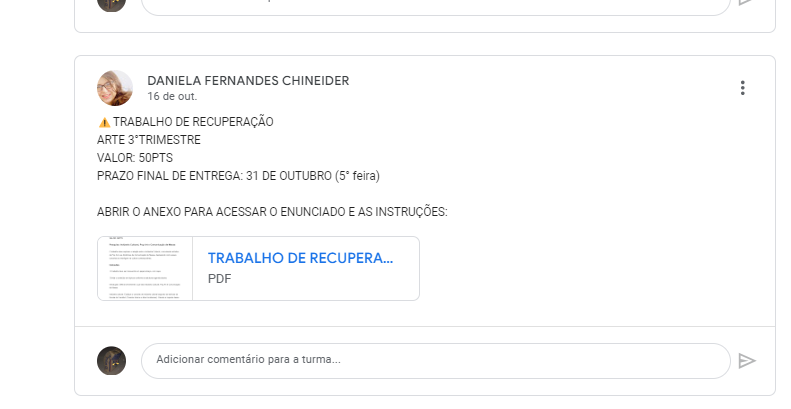 DANIELA FERNANDES CHINEIDER
16 de out.
⚠️TRABALHO DE RECUPERAÇÃO
ARTE 3°TRIMESTRE
VALOR: 50PTS
PRAZO FINAL DE ENTREGA: 31 DE OUTUBRO (5° feira)
ABRIR O ANEXO PARA ACESSAR O ENUNCIADO E AS INSTRUÇÕES:
TRABALHO DE RECUPERA...
PDF
Adicionar comentário para a turma...